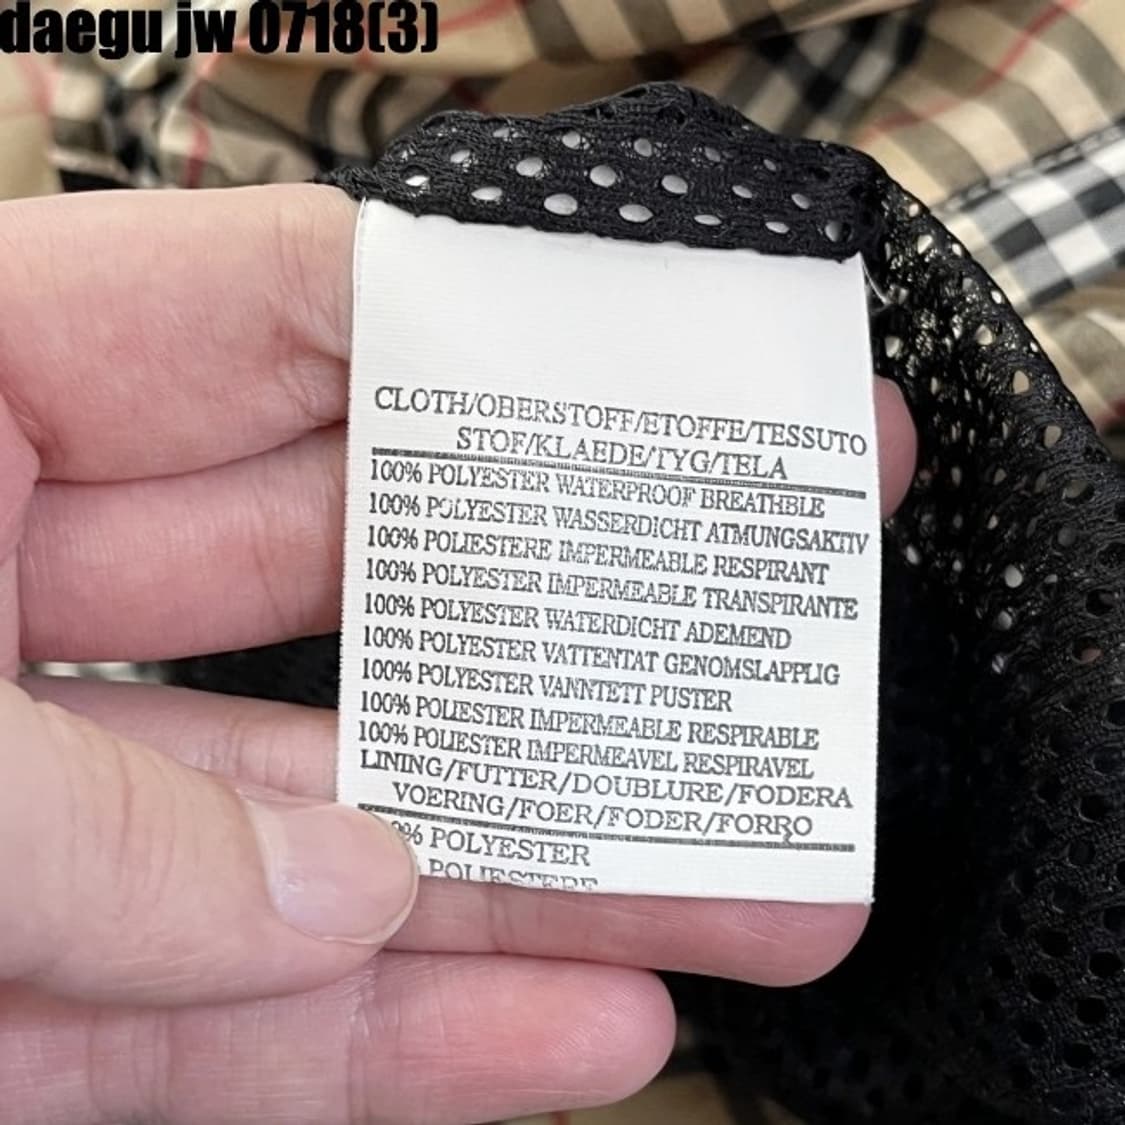 daegu jw 0718(3)
CLOTH/OBERSTOFF/ETOFFE/TESSUTO
STOF/KLAEDE/TYG/TELA
100% POLYESTER WATERPROOF BREATHBLE
100% POLYESTER WASSERDICHT ATMUNGSAKTIV
100% POLIESTERE IMPERMEABLE RESPIRANT
100% POLYESTER IMPERMEABLE TRANSPIRANTE
100% POLYESTER WATERDICHT ADEMEND
100% POLYESTER VATTENTAT GENOMSLAPPLIG
100% POLYESTER VANNTETT PUSTER
100% POLIESTER IMPERMEABLE RESPIRABLE
100% POLIESTER IMPERMEAVEL RESPIRAVEL
LINING/FUTTER/DOUBLURE/FODERA
VOERING/FOER/FODER/FORRO
% POLYESTER
POLIESTERE